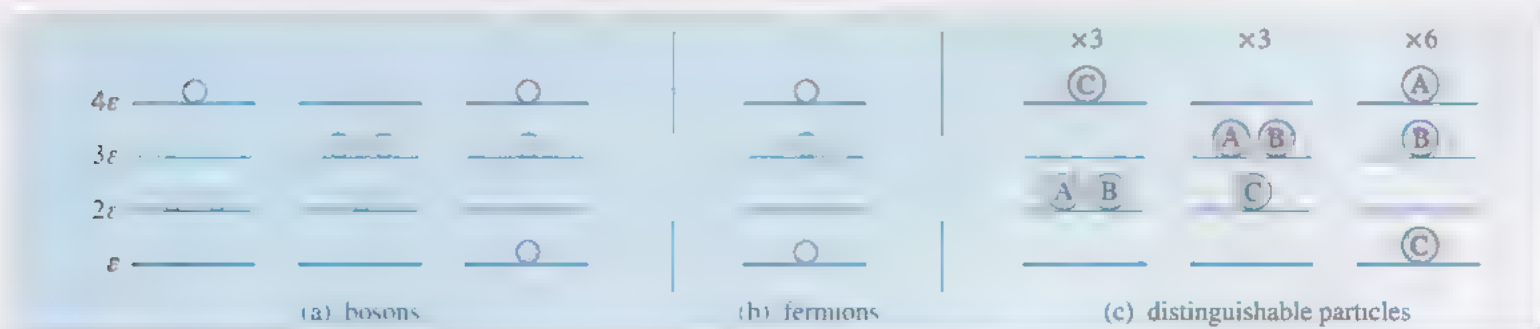 ×3 ×3 ×6
4ε C A
3ε A B B
2ε A B C
ε C
(a) bosons (b) fermions (c) distinguishable particles